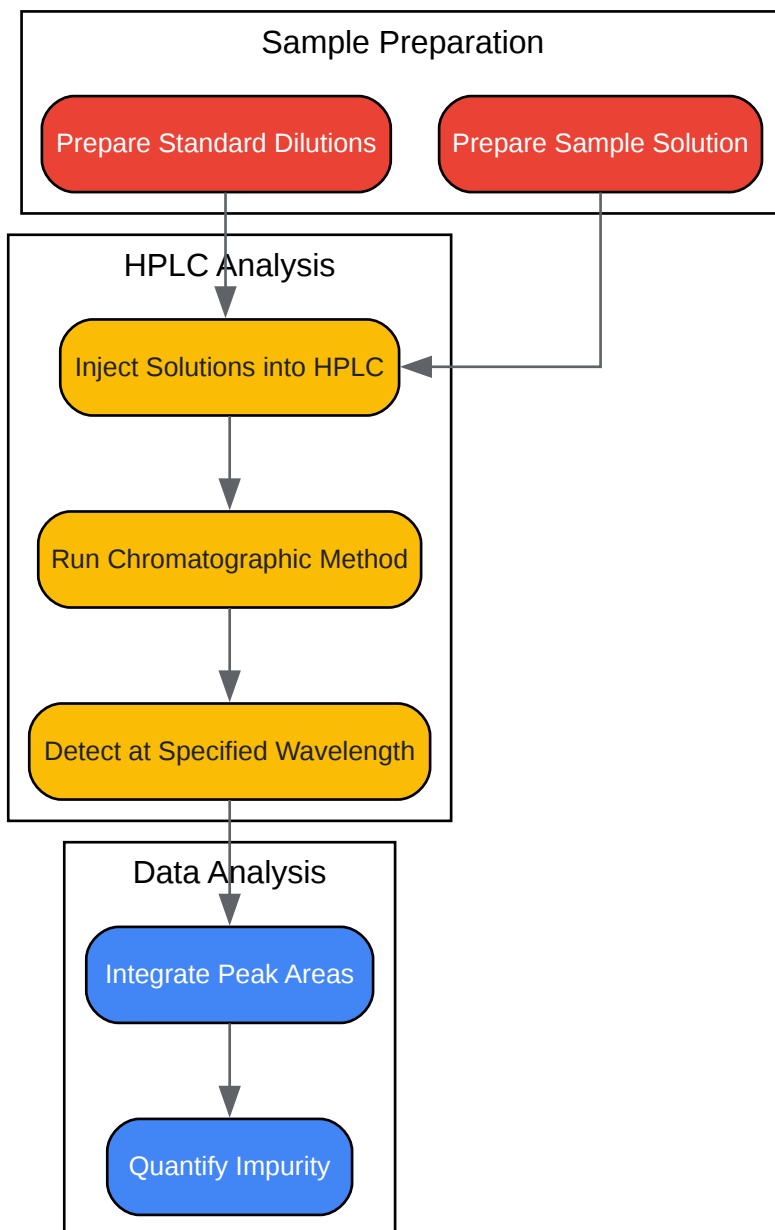 Sample Preparation
Prepare Standard Dilutions
Prepare Sample Solution
HPLC Analysis
Inject Solutions into HPLC
Run Chromatographic Method
Detect at Specified Wavelength
Data Analysis
Integrate Peak Areas
Quantify Impurity